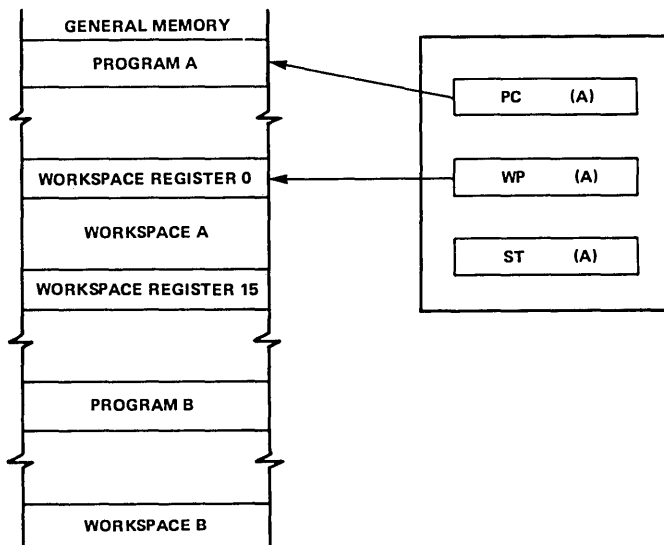 GENERAL MEMORY
PROGRAM A
WORKSPACE REGISTER 0
WORKSPACE A
WORKSPACE REGISTER 15
PROGRAM B
WORKSPACE B
PC (A)
WP (A)
ST (A)